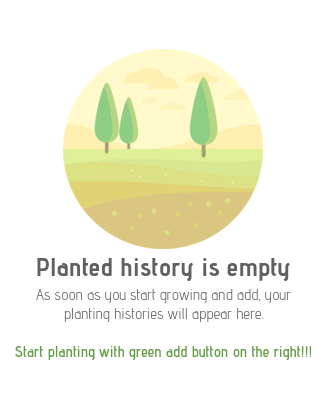 Planted history is empty
As soon as you start growing and add, your
planting histories will appear here.
Start planting with green add button on the right!!!